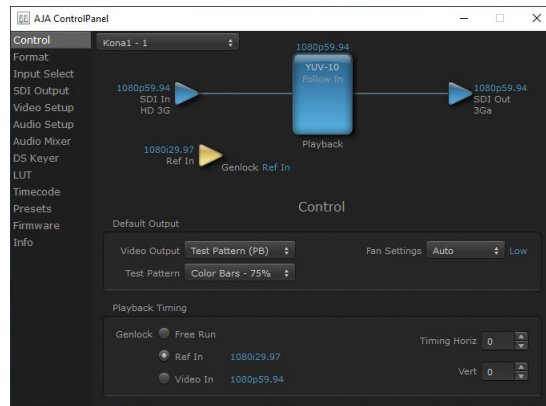 AJA ControlPanel
Control
Format
Input Select
SDI Output
Video Setup
Audio Setup
Audio Mixer
DS Keyer
LUT
Timecode
Presets
Firmware
Info
Kona1 - 1
1080p59.94
YUV-10
Follow In
1080p59.94
SDI In
HD 3G
1080p59.94
SDI Out
3Ga
Playback
1080i29.97
Ref In
Genlock Ref In
Control
Default Output
Video Output Test Pattern (PB) Fan Settings Auto Low
Test Pattern Color Bars - 75%
Playback Timing
Genlock Free Run
Ref In 1080i29.97
Video In 1080p59.94
Timing Horiz 0
Vert 0